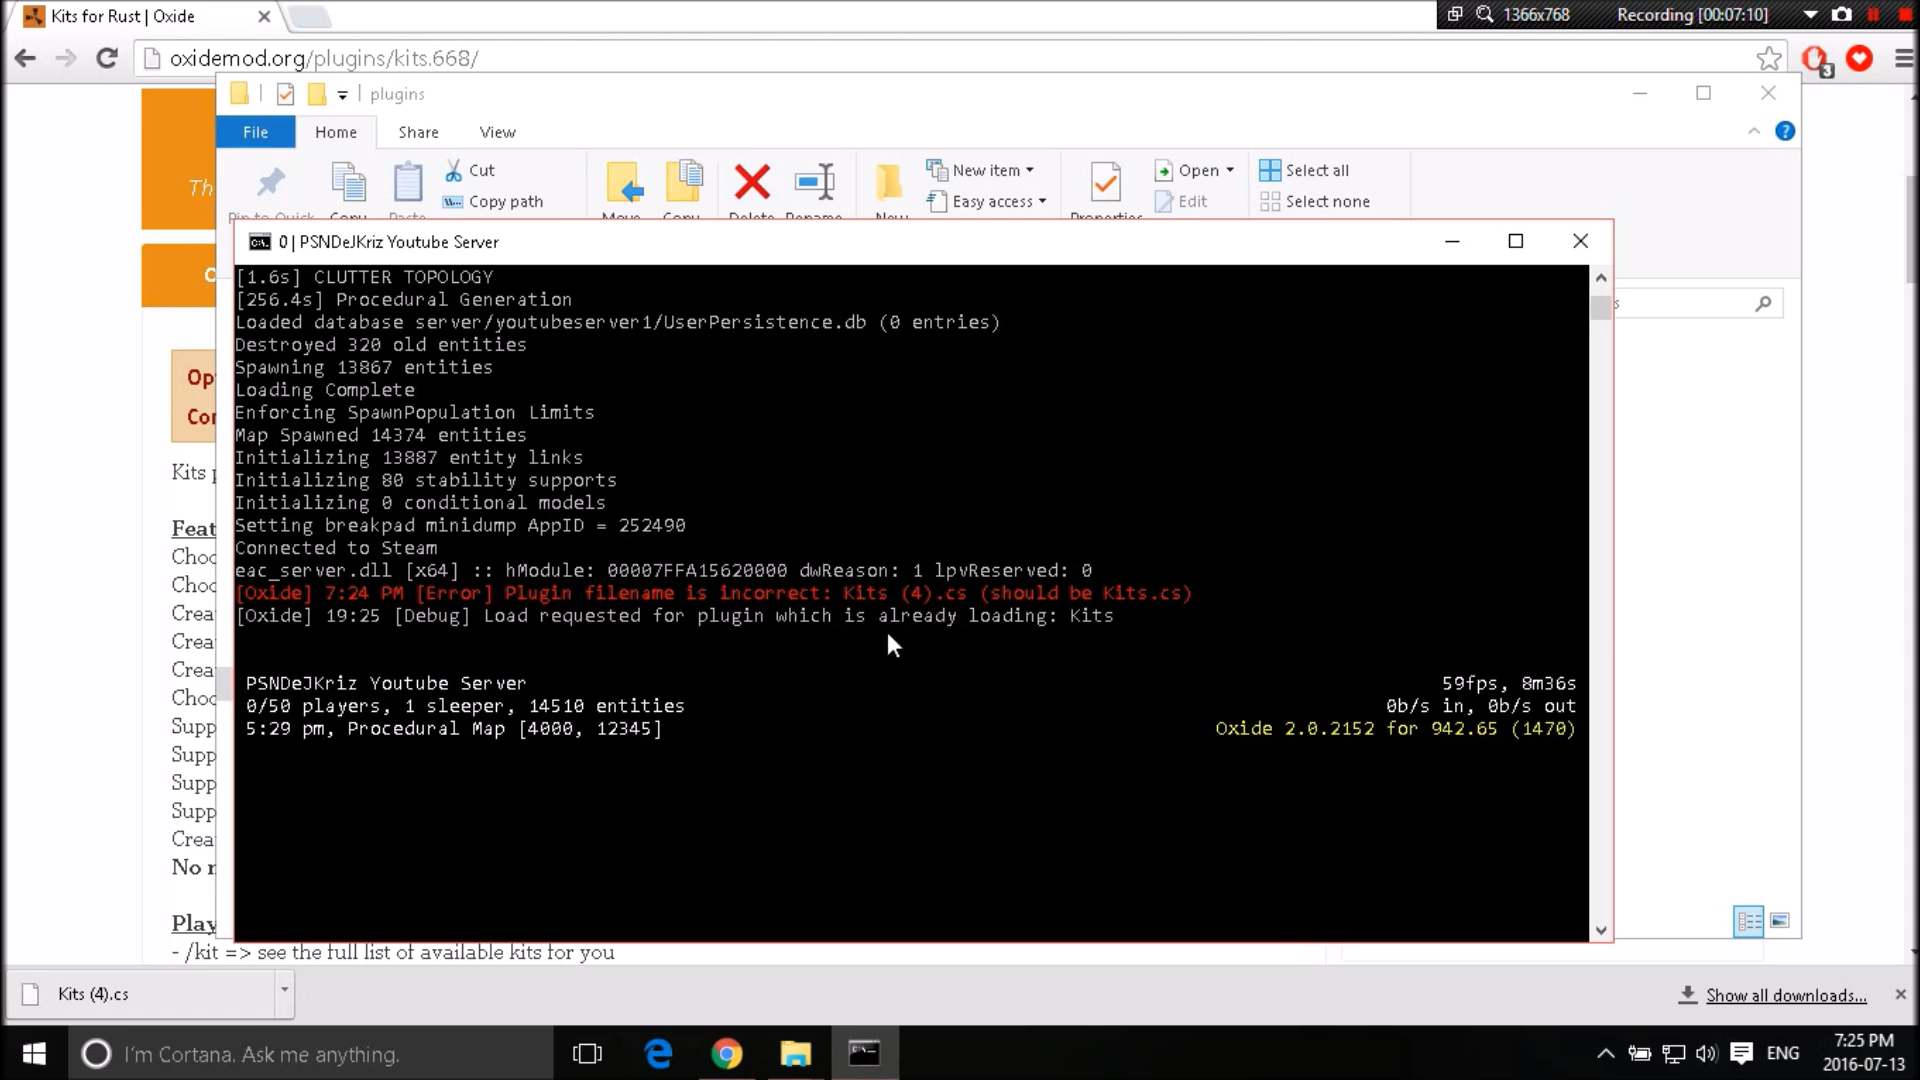 Kits for Rust | Oxide
1366x768
Recording [00:07:10]
oxidemod.org/plugins/kits.668/
3
plugins
File
Home
Share
View
Th
Cut
Copy path
New item
Easy access
Open
Edit
Select all
Select none
Pin to Quick
Copy
Paste
Move
Copy
Delete
Rename
New
Properties
0 | PSNDeJKriz Youtube Server
[1.6s] CLUTTER TOPOLOGY
[256.4s] Procedural Generation
Loaded database server/youtubeserver1/UserPersistence.db (0 entries)
Destroyed 320 old entities
Spawning 13867 entities
Loading Complete
Enforcing SpawnPopulation Limits
Map Spawned 14374 entities
Initializing 13887 entity links
Initializing 80 stability supports
Initializing 0 conditional models
Setting breakpad minidump AppID = 252490
Connected to Steam
eac_server.dll [x64] :: hModule: 00007FFA15620000 dwReason: 1 lpvReserved: 0
[Oxide] 7:24 PM [Error] Plugin filename is incorrect: Kits (4).cs (should be Kits.cs)
[Oxide] 19:25 [Debug] Load requested for plugin which is already loading: Kits
PSNDeJKriz Youtube Server
59fps, 8m36s
0/50 players, 1 sleeper, 14510 entities
0b/s in, 0b/s out
5:29 pm, Procedural Map [4000, 12345]
Oxide 2.0.2152 for 942.65 (1470)
s
Op
Cor
Kits p
Feat
Choo
Choo
Crea
Crea
Crea
Choo
Supp
Supp
Supp
Supp
Crea
No n
Play
- /kit => see the full list of available kits for you
Kits (4).cs
Show all downloads...
I'm Cortana. Ask me anything.
ENG
7:25 PM
2016-07-13